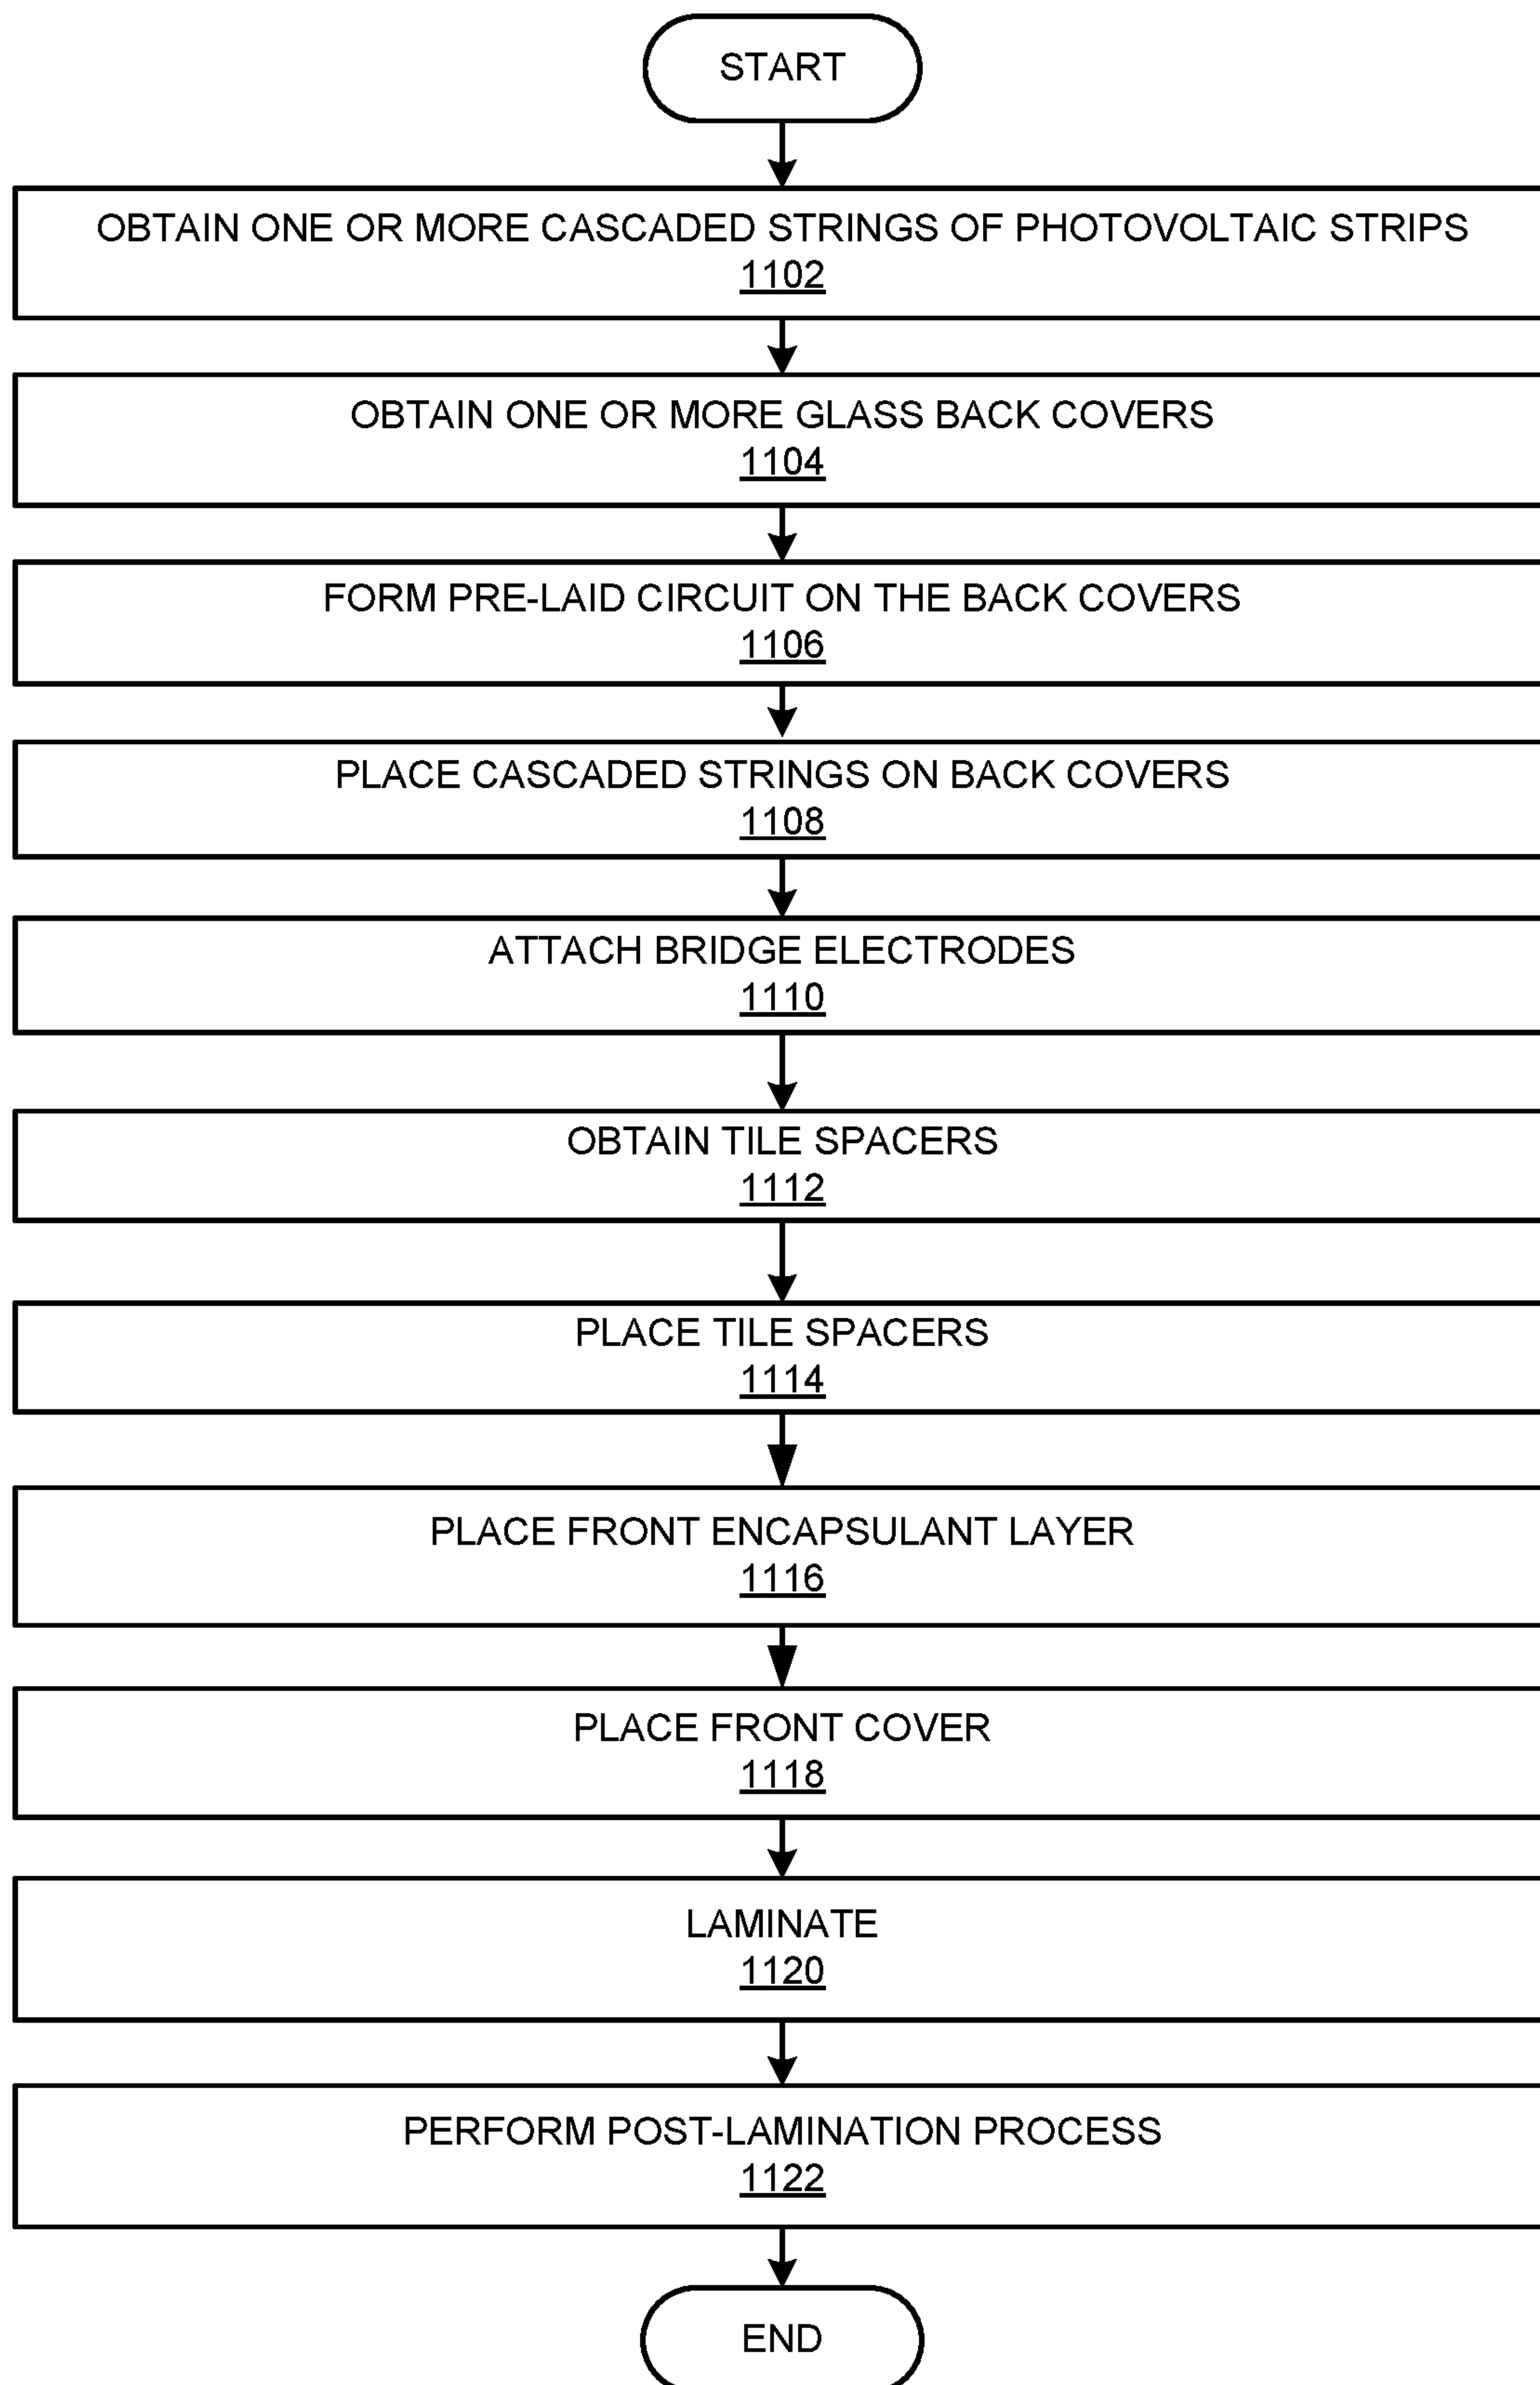 START
OBTAIN ONE OR MORE CASCADED STRINGS OF PHOTOVOLTAIC STRIPS
1102
OBTAIN ONE OR MORE GLASS BACK COVERS
1104
FORM PRE-LAID CIRCUIT ON THE BACK COVERS
1106
PLACE CASCADED STRINGS ON BACK COVERS
1108
ATTACH BRIDGE ELECTRODES
1110
OBTAIN TILE SPACERS
1112
PLACE TILE SPACERS
1114
PLACE FRONT ENCAPSULANT LAYER
1116
PLACE FRONT COVER
1118
LAMINATE
1120
PERFORM POST-LAMINATION PROCESS
1122
END